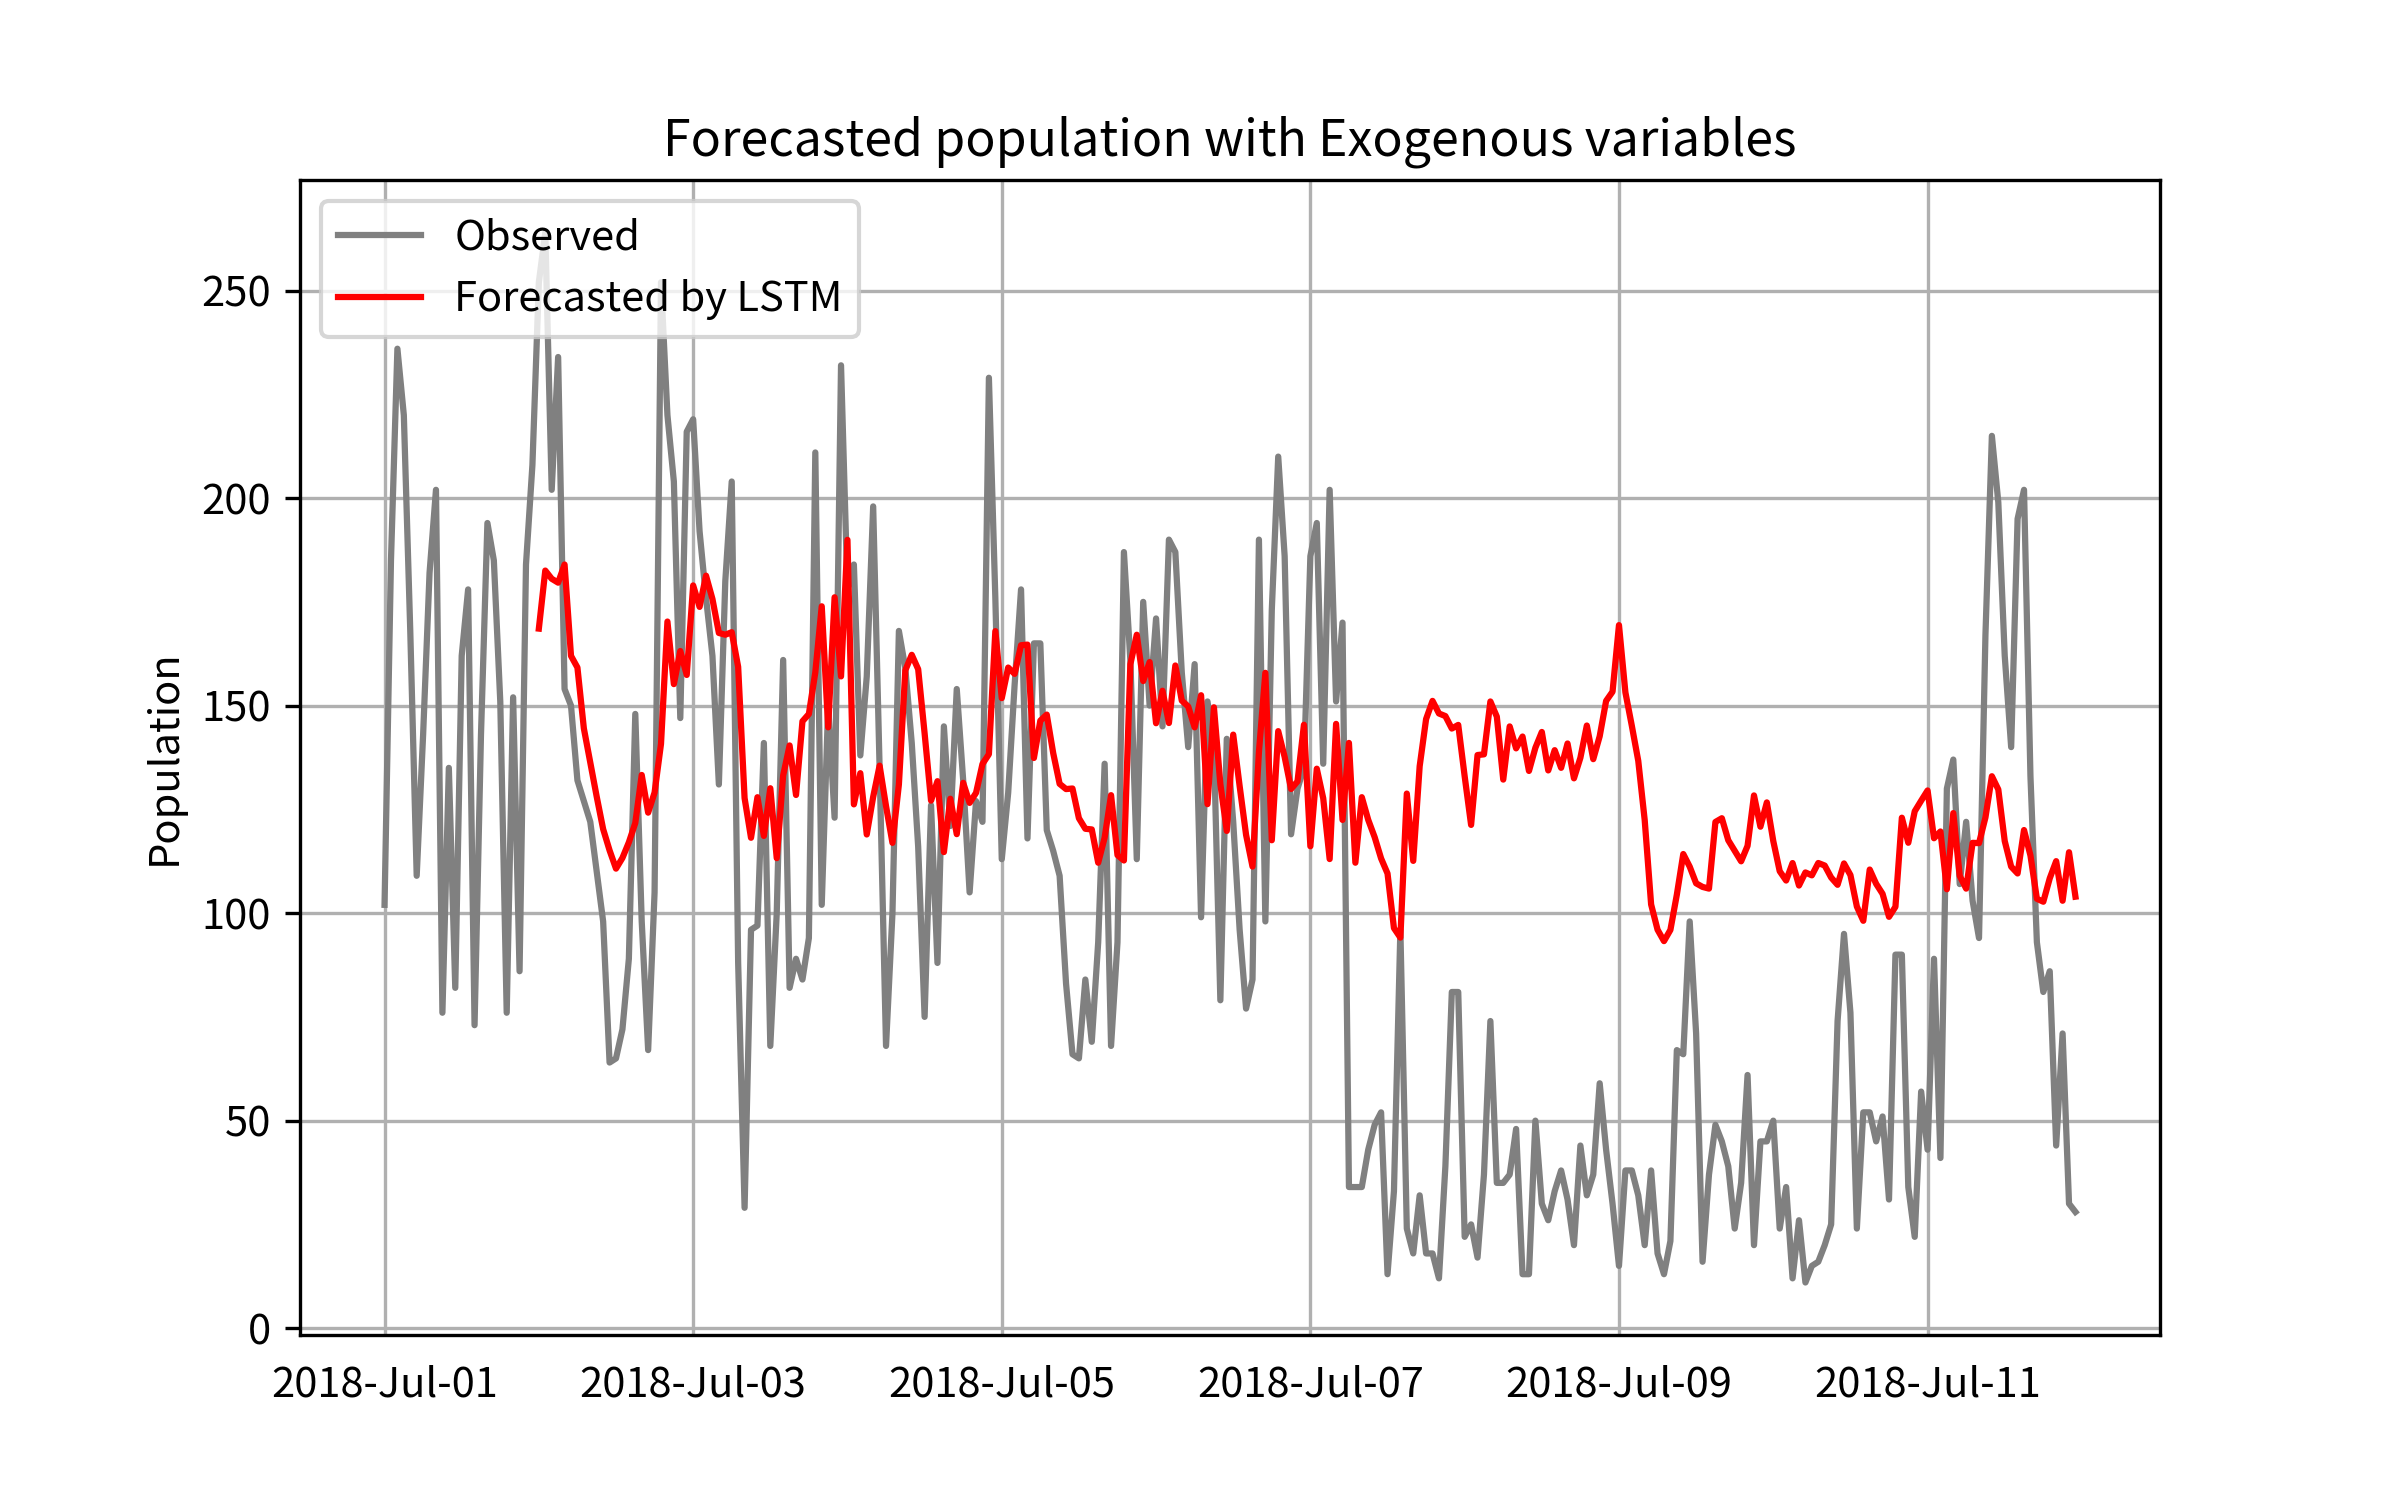 Forecasted population with Exogenous variables
Observed
Forecasted by LSTM
Population
250
200
150
100
50
0
2018-Jul-01
2018-Jul-03
2018-Jul-05
2018-Jul-07
2018-Jul-09
2018-Jul-11